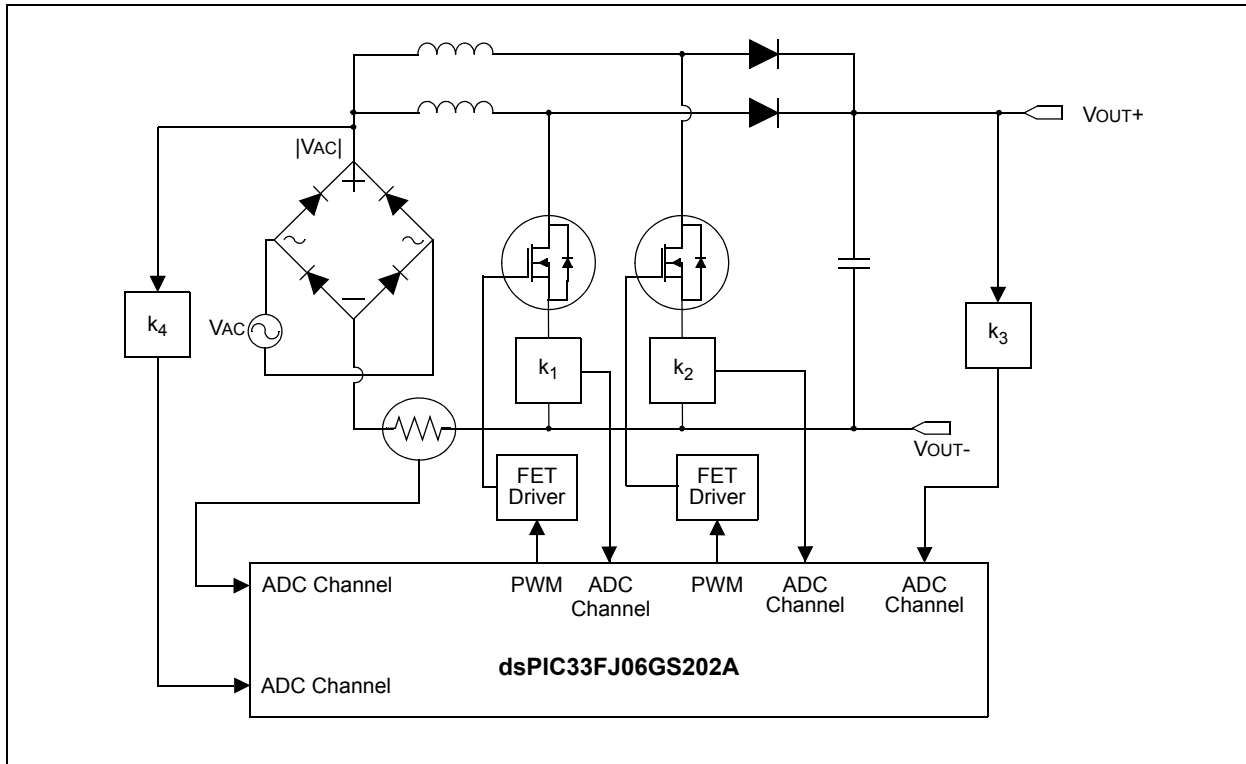 VOUT+
|VAC|
k4
VAC
k1
k2
k3
VOUT-
FET
Driver
FET
Driver
ADC Channel
PWM
ADC
Channel
PWM
ADC
Channel
ADC
Channel
dsPIC33FJ06GS202A
ADC Channel